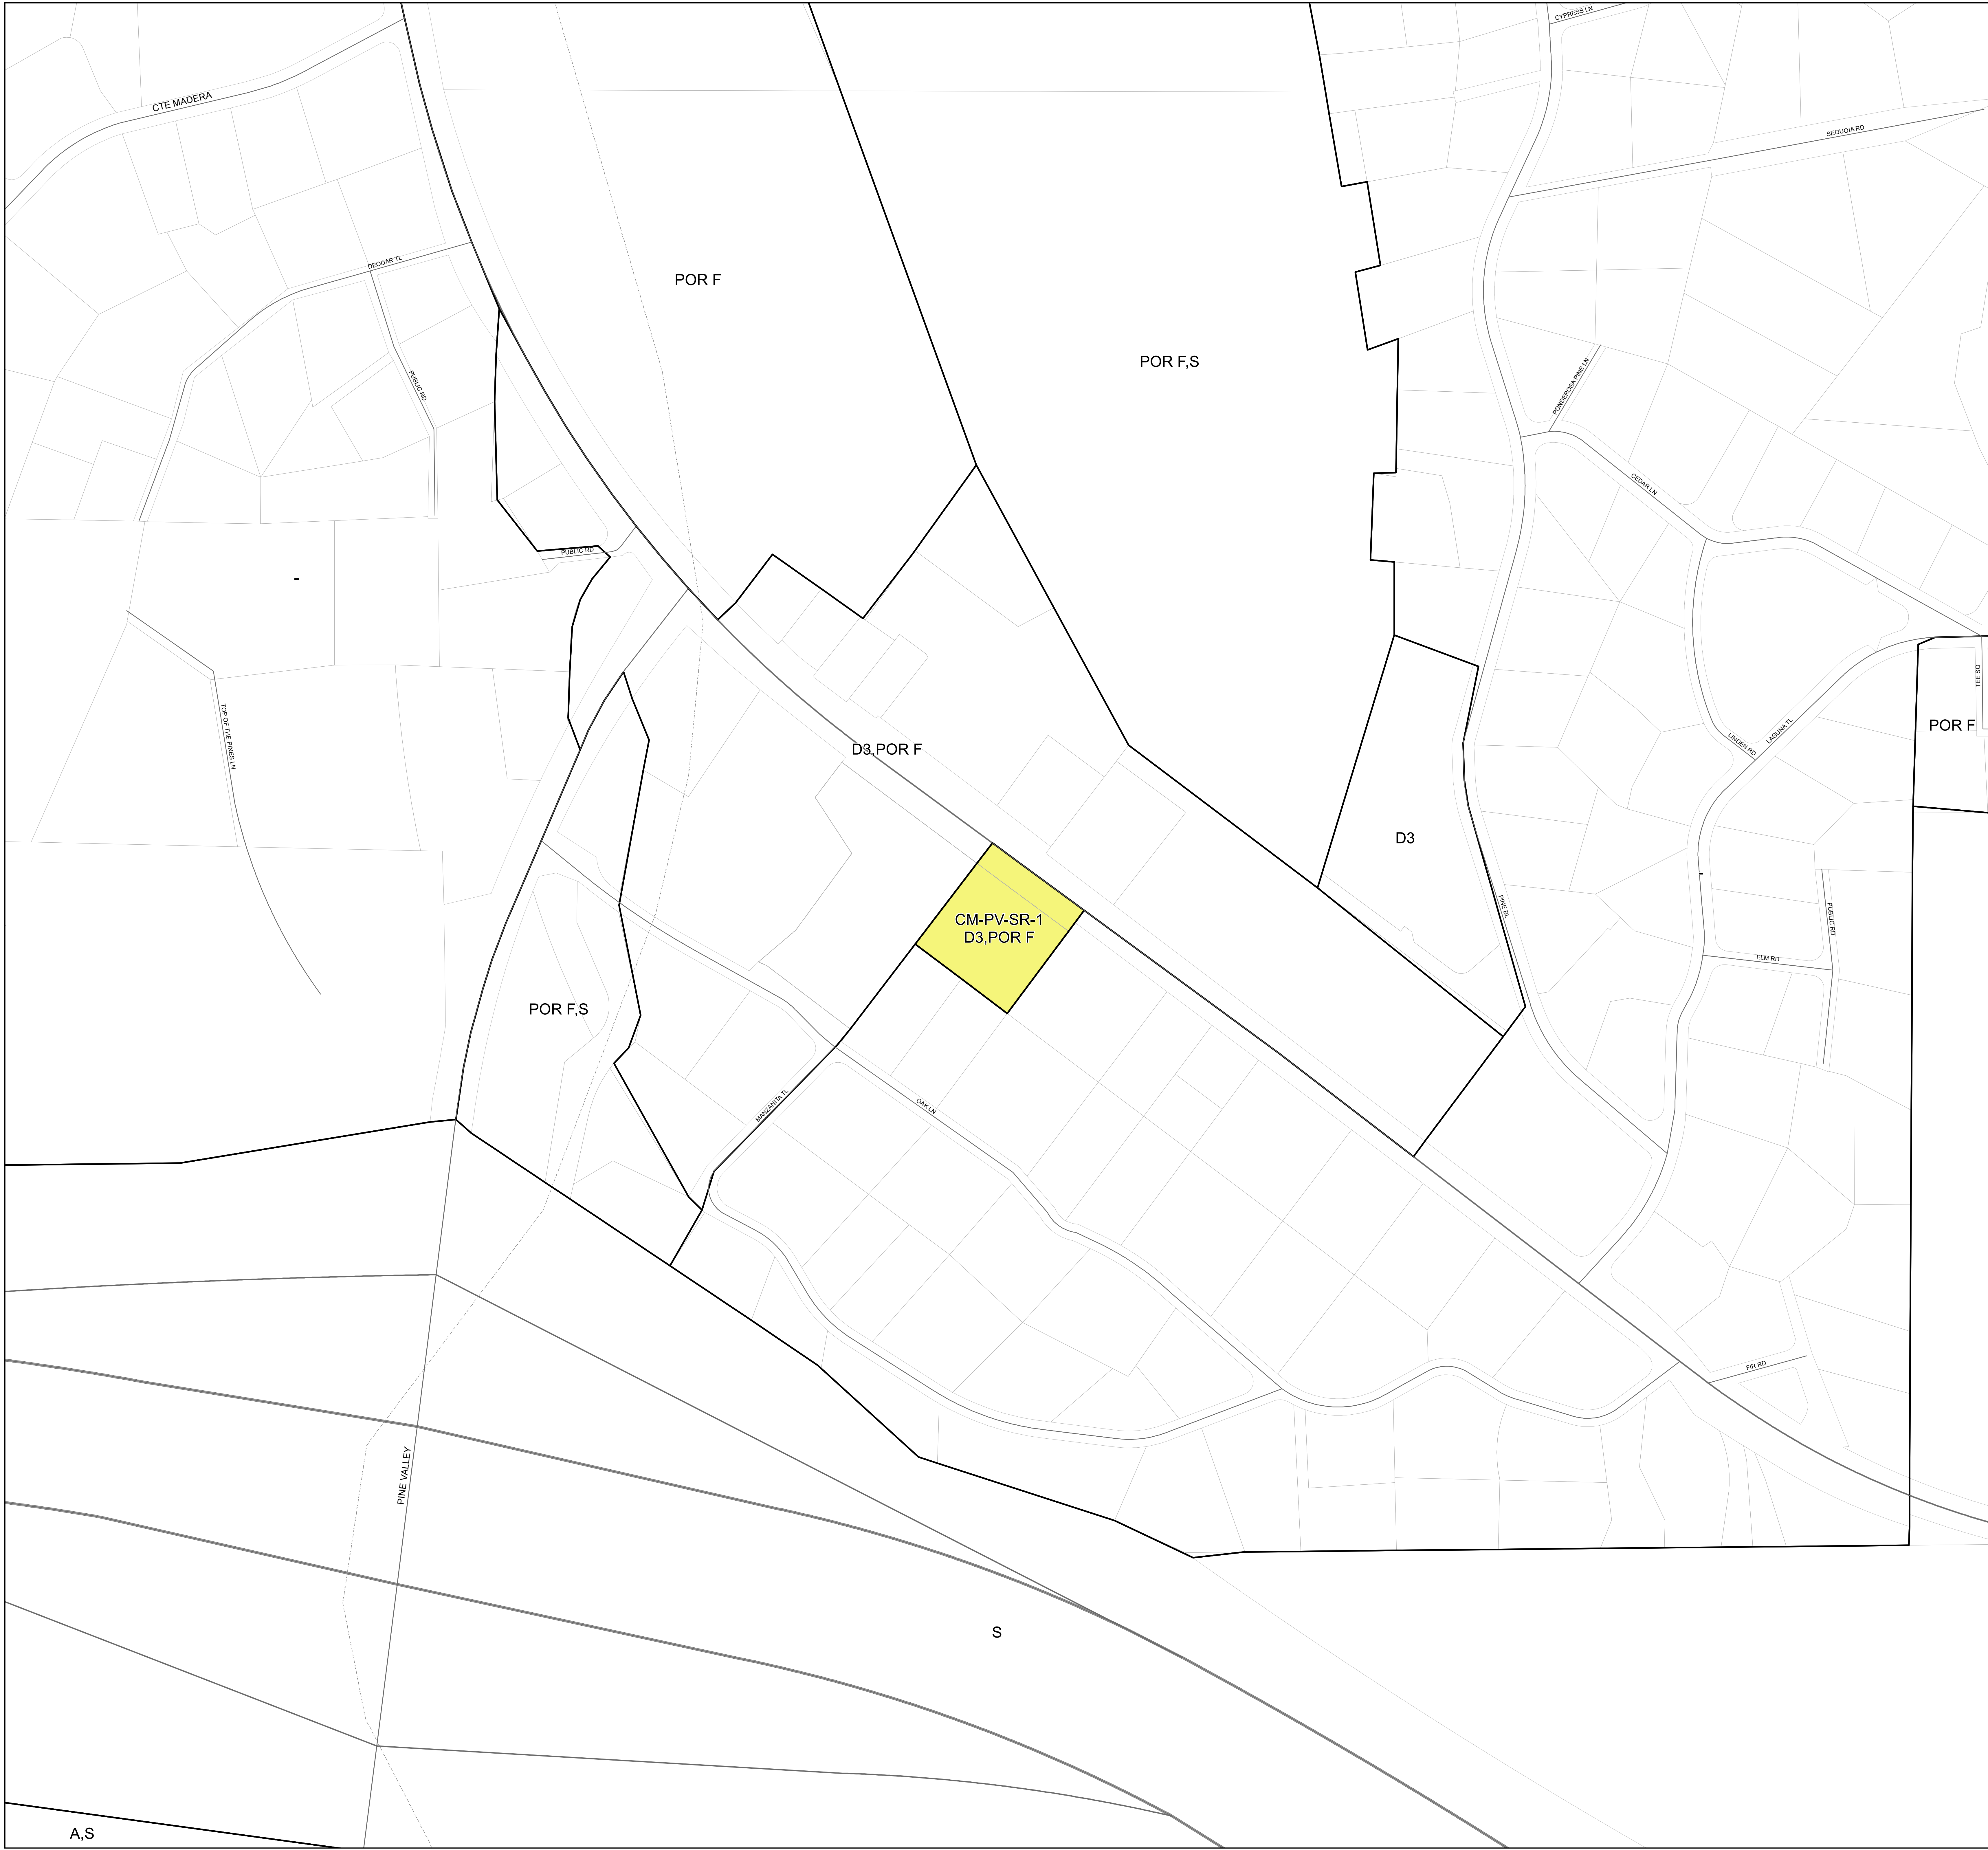 CYPRESS LN
CTE MADERA
SEQUOIA RD
DEODAR TL
POR F
POR F,S
PUBLIC RD
PONDEROSA PINE LN
CEDAR LN
PUBLIC RD
-
TEE SQ
TOP OF THE PINES LN
D3,POR F
LINDEN RD
LAGUNA TL
POR F
D3
-
CM-PV-SR-1
D3,POR F
PINE BL
PUBLIC RD
ELM RD
POR F,S
MANZANITA TL
OAK LN
FIR RD
PINE VALLEY
S
A,S